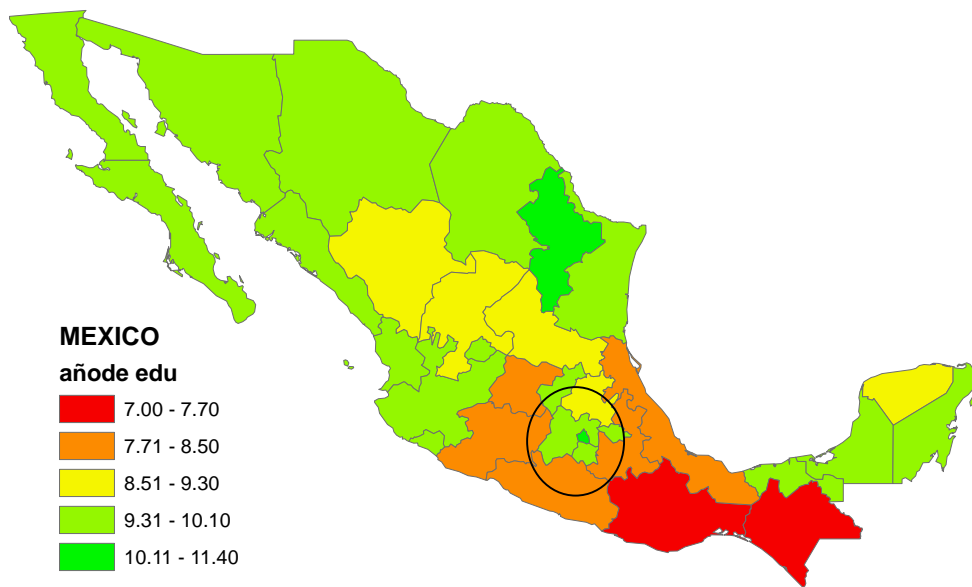 MEXICO
añode edu
7.00 - 7.70
7.71 - 8.50
8.51 - 9.30
9.31 - 10.10
10.11 - 11.40